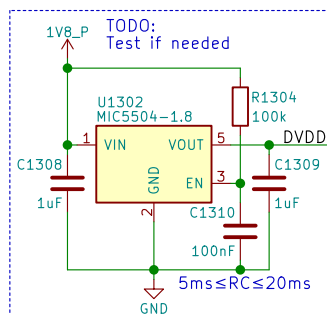 TODO:
Test if needed
1V8_P
U1302
MIC5504-1.8
R1304
100k
1 VIN VOUT 5
DVDD
C1308
1uF
GND
2
EN 3
C1309
1uF
C1310
100nF
5ms≤RC≤20ms
GND